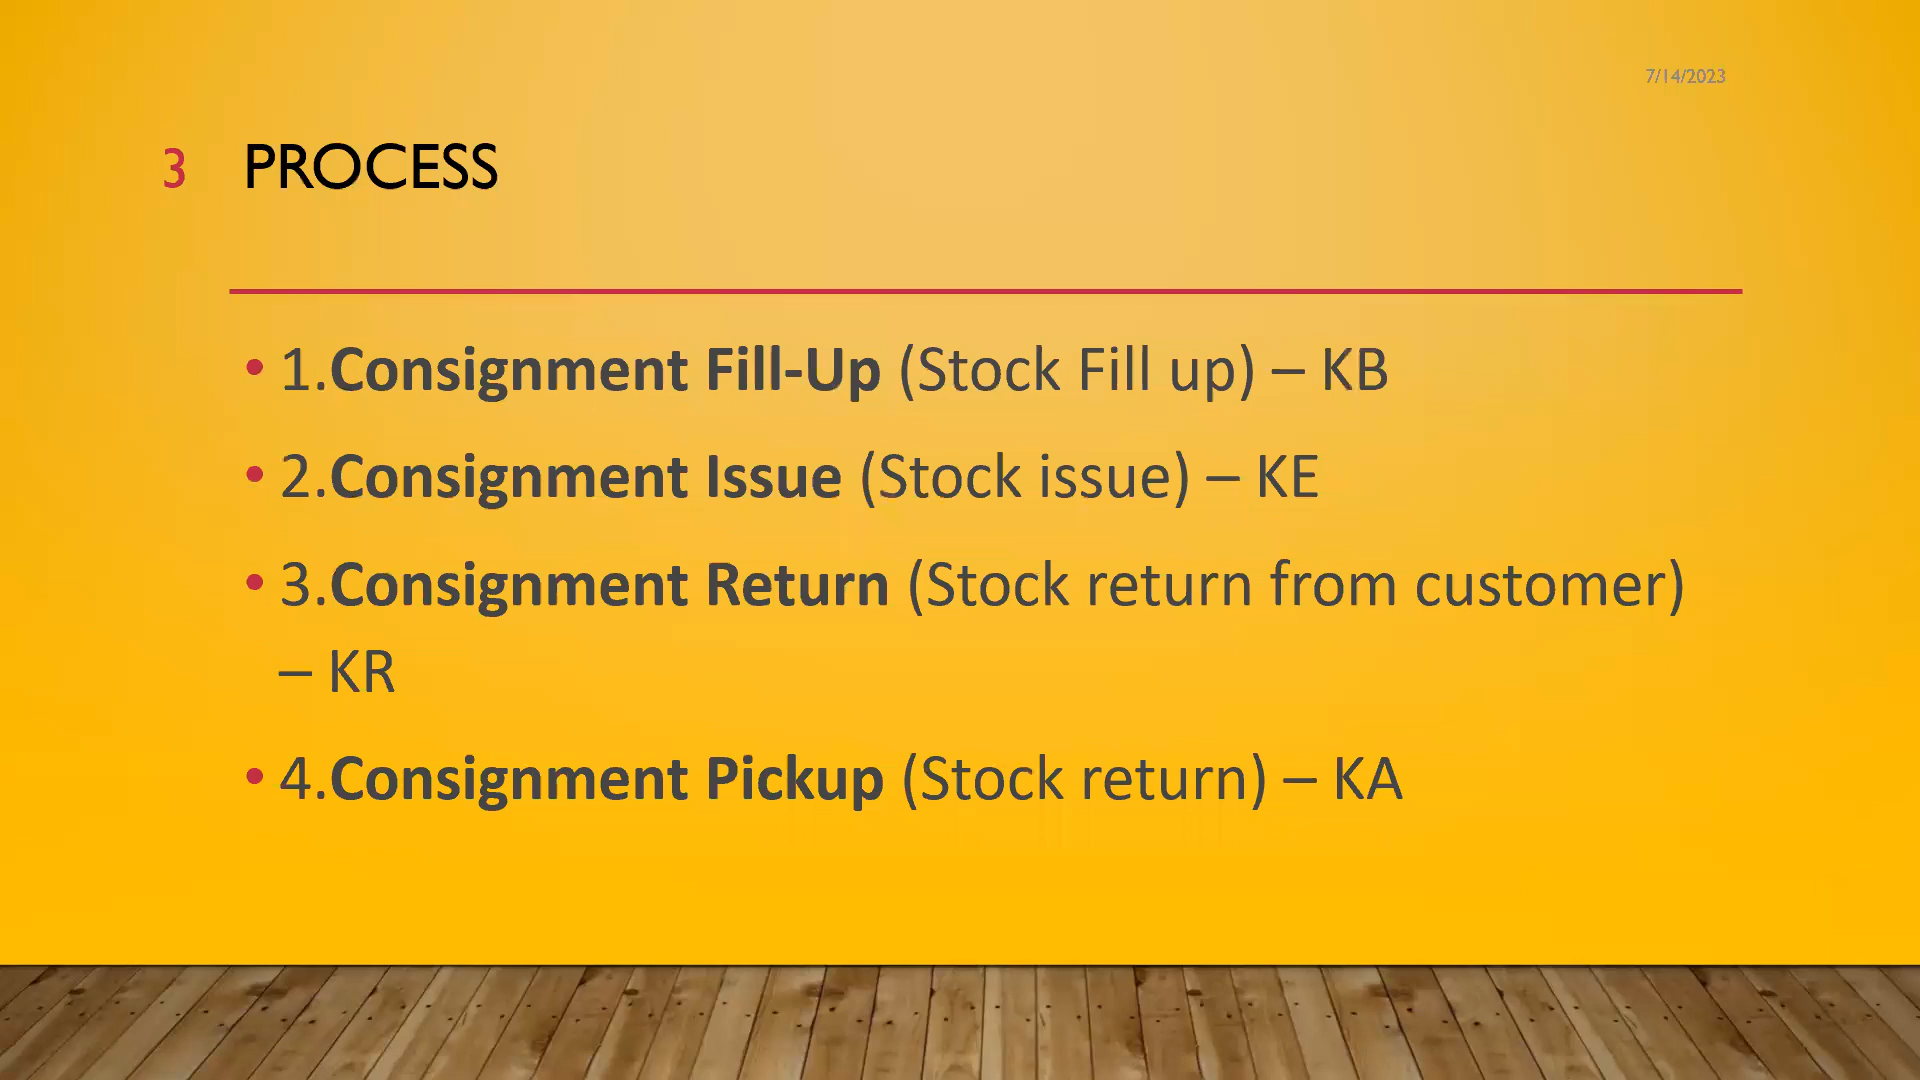 7/14/2023
3 PROCESS
• 1.Consignment Fill-Up (Stock Fill up) – KB
• 2.Consignment Issue (Stock issue) – KE
• 3.Consignment Return (Stock return from customer)
– KR
• 4.Consignment Pickup (Stock return) – KA